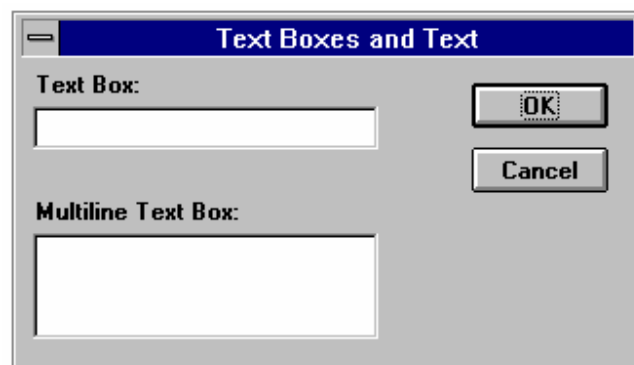 Text Boxes and Text
Text Box:
OK
Cancel
Multiline Text Box: